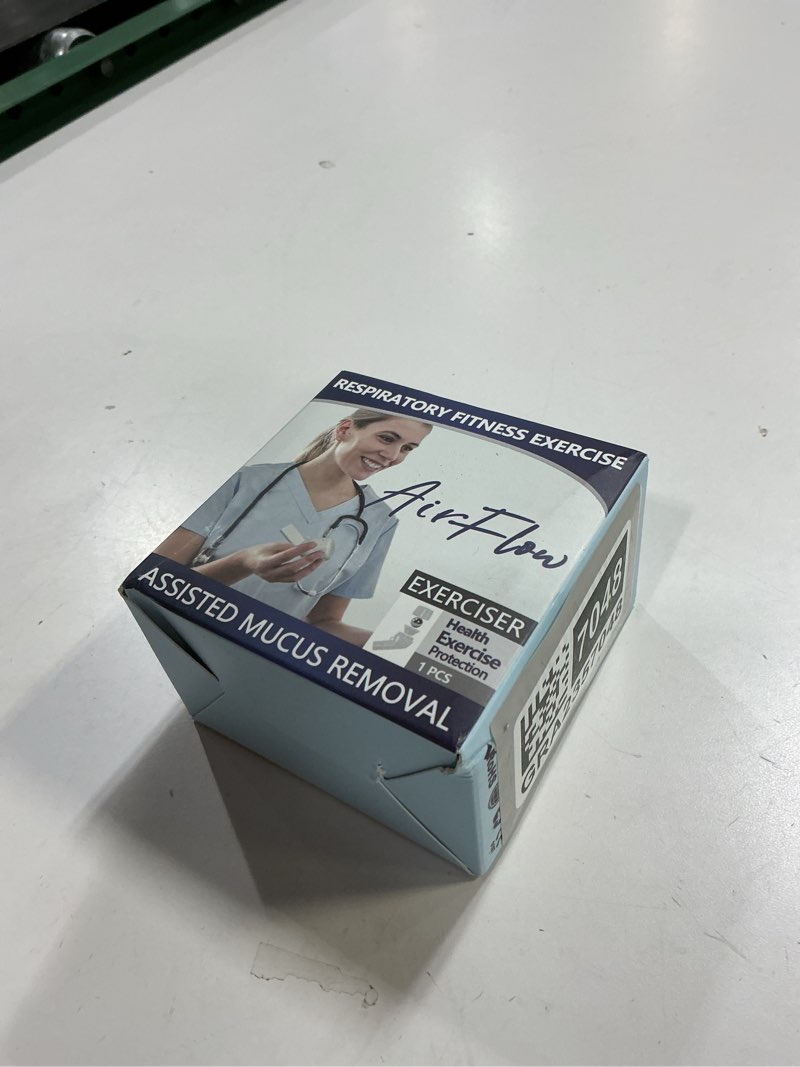 RESPIRATORY FITNESS EXERCISE
AirFlow
EXERCISER
Health
Exercise
Protection
1 PCS
ASSISTED MUCUS REMOVAL
7048